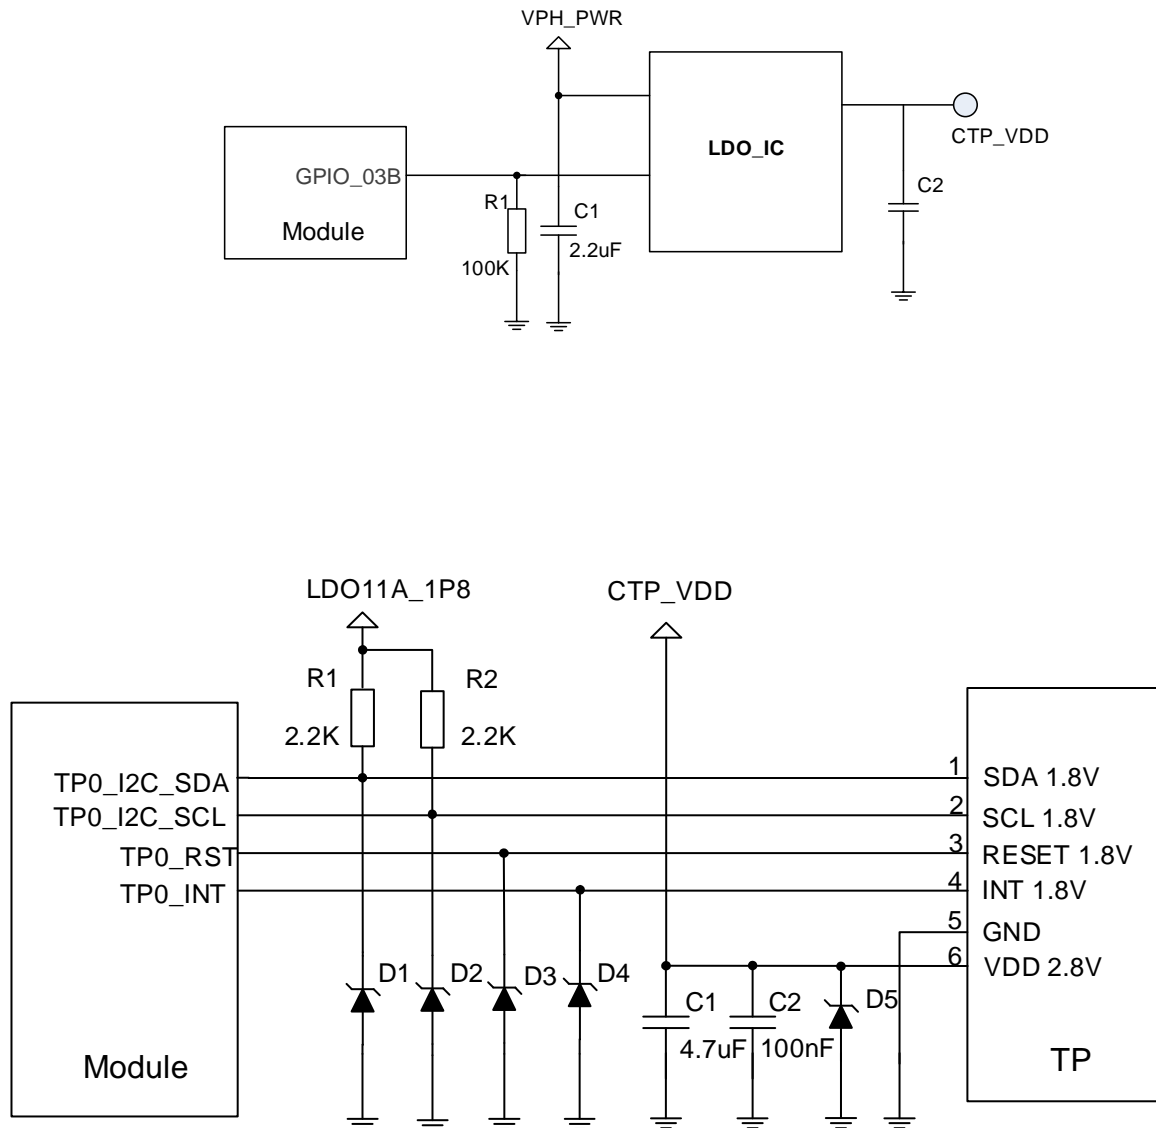 VPH_PWR
LDO_IC
CTP_VDD
GPIO_03B
Module
R1
100K
C1
2.2uF
C2
LDO11A_1P8
CTP_VDD
R1
2.2K
R2
2.2K
TP0_I2C_SDA
TP0_I2C_SCL
TP0_RST
TP0_INT
Module
1
SDA 1.8V
2
SCL 1.8V
3
RESET 1.8V
4
INT 1.8V
5
GND
6
VDD 2.8V
TP
D1
D2
D3
D4
C1
4.7uF
C2
100nF
D5